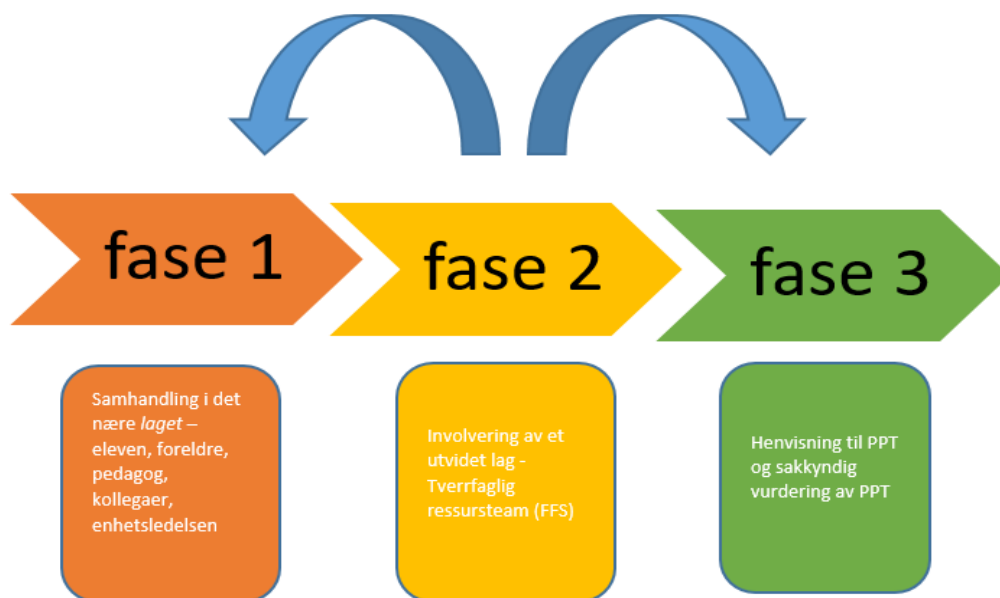 fase 1
fase 2
fase 3
Samhandling i det
nære laget –
eleven, foreldre,
pedagog,
kollegaer,
enhetsledelsen
Involvering av et
utvidet lag -
Tverrfaglig
ressursteam (FFS)
Henvisning til PPT
og sakkyndig
vurdering av PPT